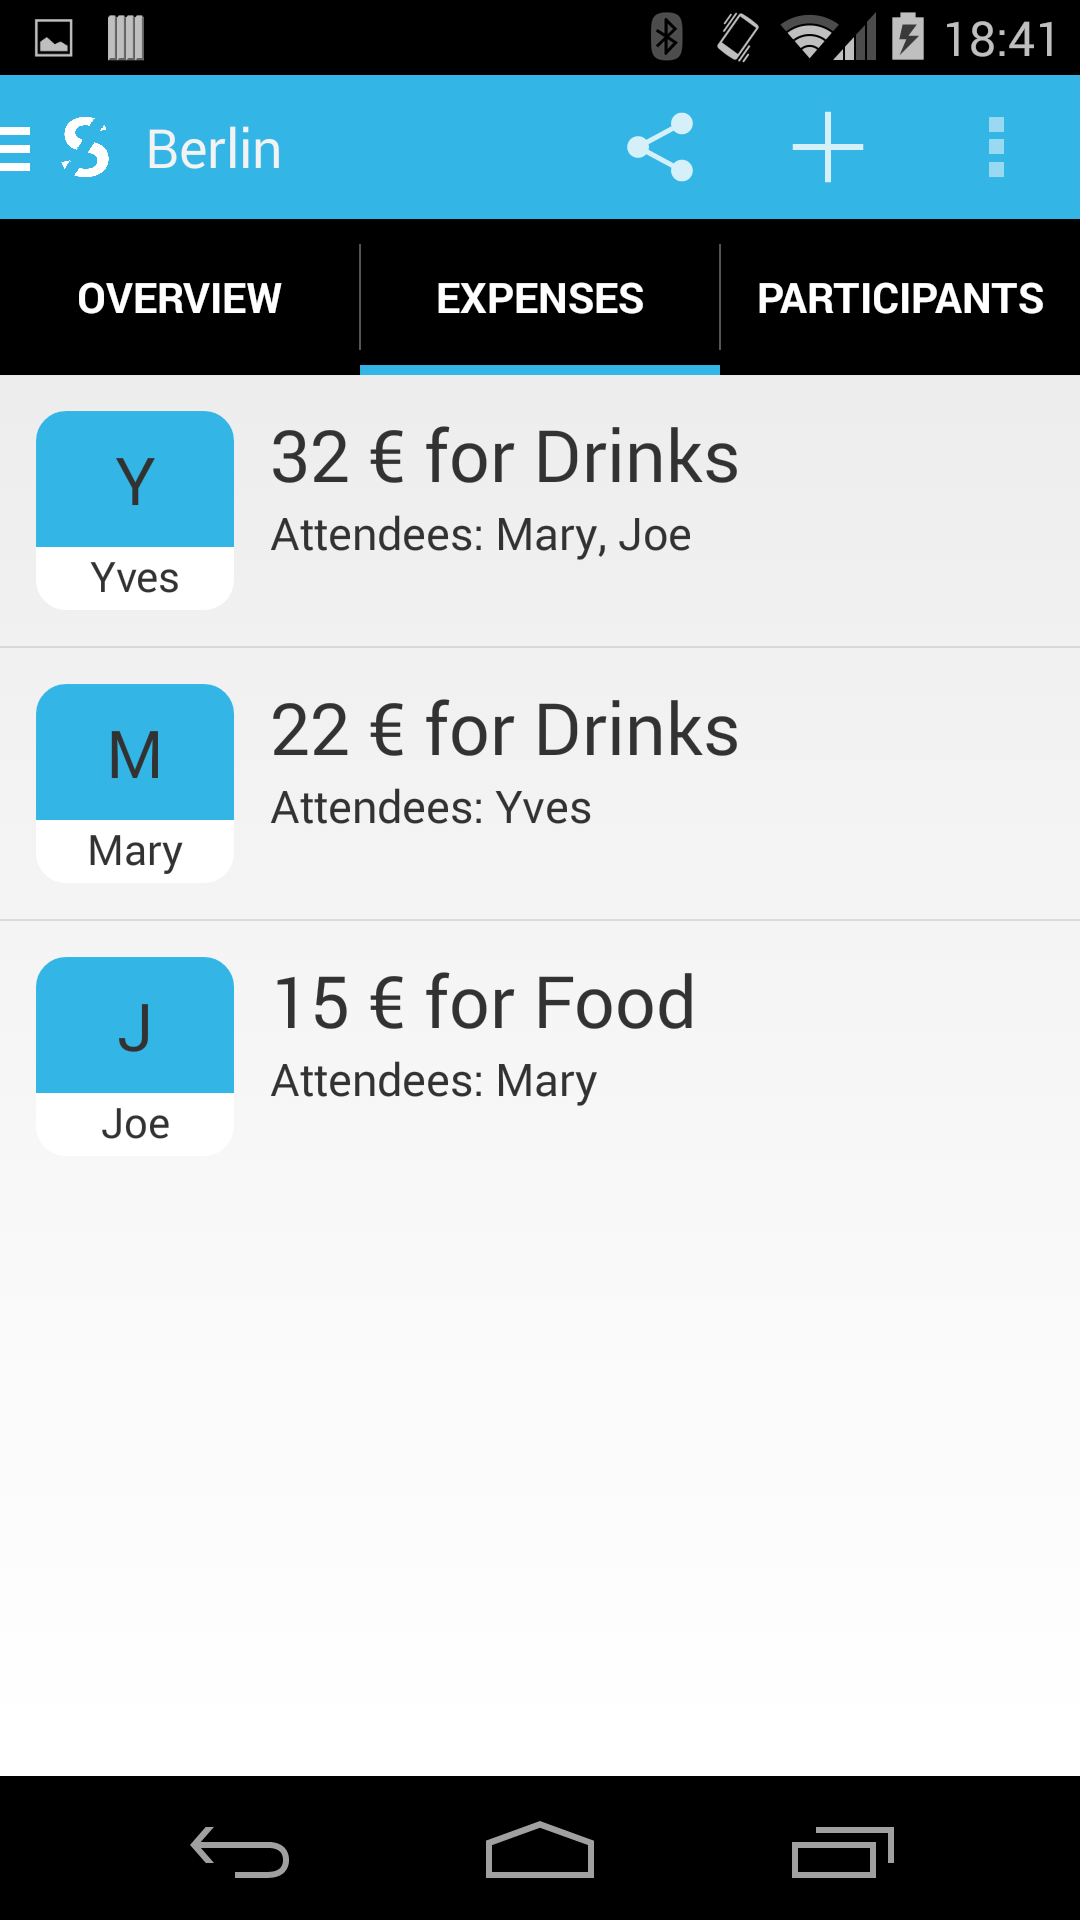 18:41
Berlin
OVERVIEW
EXPENSES
PARTICIPANTS
Y
Yves
32 € for Drinks
Attendees: Mary, Joe
M
Mary
22 € for Drinks
Attendees: Yves
J
Joe
15 € for Food
Attendees: Mary